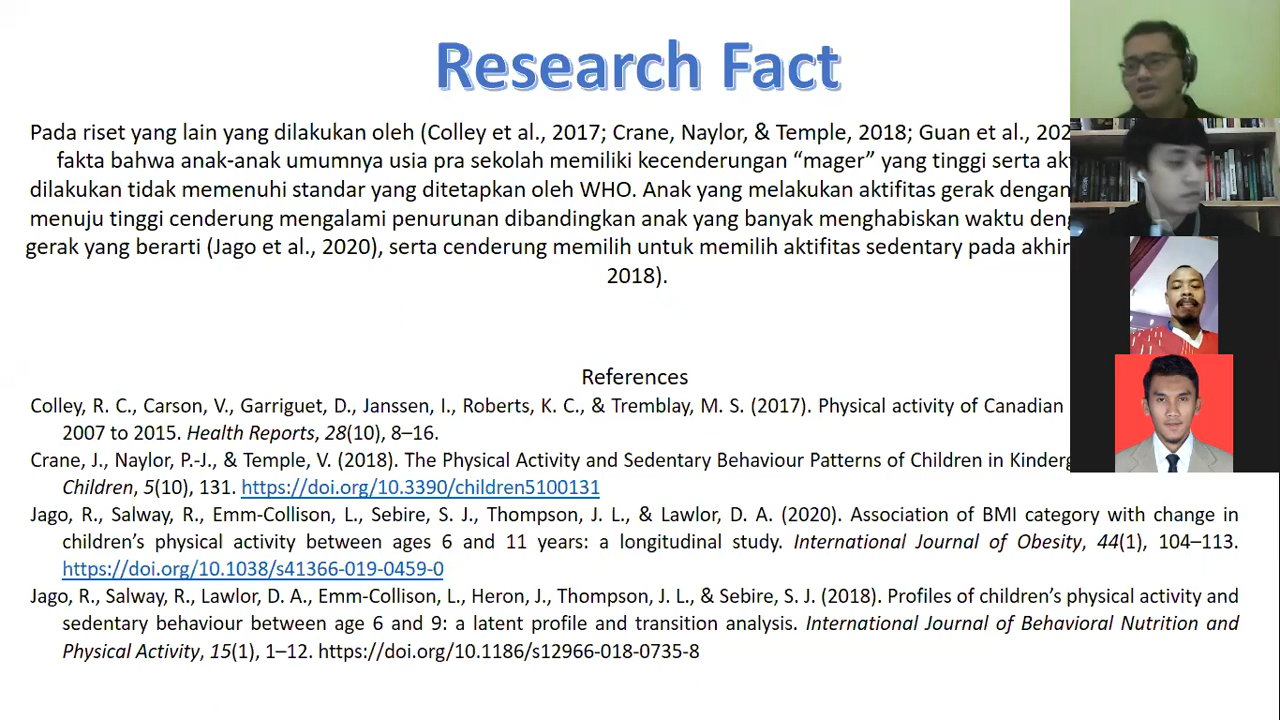 Research Fact
Pada riset yang lain yang dilakukan oleh (Colley et al., 2017; Crane, Naylor, & Temple, 2018; Guan et al.,
fakta bahwa anak-anak umumnya usia pra sekolah memiliki kecenderungan “mager” yang tinggi serta
dilakukan tidak memenuhi standar yang ditetapkan oleh WHO. Anak yang melakukan aktifitas gerak dengan
menuju tinggi cenderung mengalami penurunan dibandingkan anak yang banyak menghabiskan waktu
gerak yang berarti (Jago et al., 2020), serta cenderung memilih untuk memilih aktifitas sedentary pada
2018).
References
Colley, R. C., Carson, V., Garriguet, D., Janssen, I., Roberts, K. C., & Tremblay, M. S. (2017). Physical activity of Canadian
2007 to 2015. Health Reports, 28(10), 8–16.
Crane, J., Naylor, P.-J., & Temple, V. (2018). The Physical Activity and Sedentary Behaviour Patterns of Children in
Children, 5(10), 131. https://doi.org/10.3390/children5100131
Jago, R., Salway, R., Emm-Collison, L., Sebire, S. J., Thompson, J. L., & Lawlor, D. A. (2020). Association of BMI category with change in
children’s physical activity between ages 6 and 11 years: a longitudinal study. International Journal of Obesity, 44(1), 104–113.
https://doi.org/10.1038/s41366-019-0459-0
Jago, R., Salway, R., Lawlor, D. A., Emm-Collison, L., Heron, J., Thompson, J. L., & Sebire, S. J. (2018). Profiles of children’s physical activity and
sedentary behaviour between age 6 and 9: a latent profile and transition analysis. International Journal of Behavioral Nutrition and
Physical Activity, 15(1), 1–12. https://doi.org/10.1186/s12966-018-0735-8